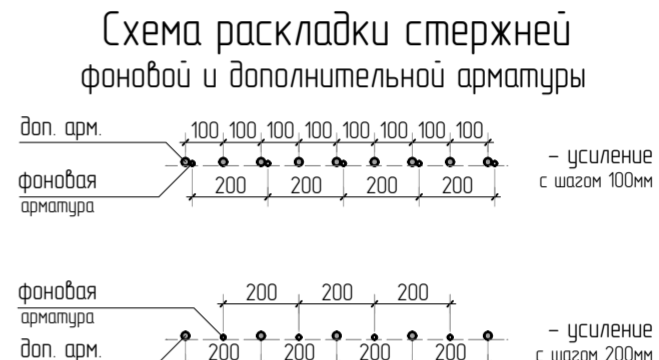 Схема раскладки стержней
фоновой и дополнительной арматуры
доп. арм.
100 100 100 100 100 100 100 100
– усиление
с шагом 100мм
фоновая
арматура
200 200 200 200
фоновая
арматура
200 200 200
– усиление
с шагом 200мм
доп. арм.
200 200 200 200